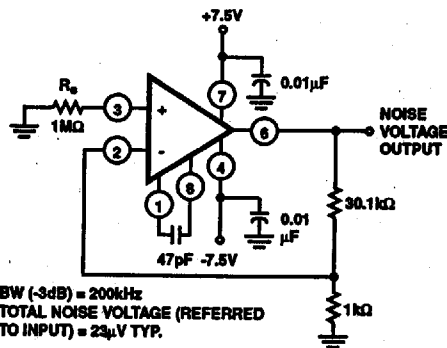 +7.5V
7
0.01µF
Rs
1MΩ
3
+
2
-
6
NOISE
VOLTAGE
OUTPUT
4
1
8
0.01
µF
30.1kΩ
47pF
-7.5V
1kΩ
BW (-3dB) = 200kHz
TOTAL NOISE VOLTAGE (REFERRED
TO INPUT) = 23µV TYP.